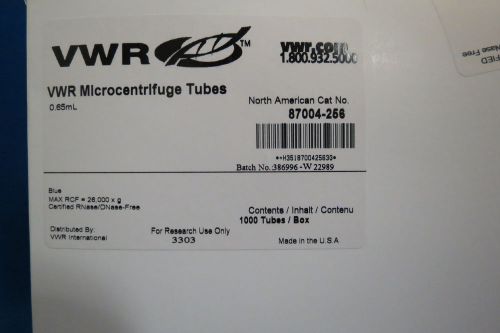 VWR™
vwr.com
1.800.932.5000
VWR Microcentrifuge Tubes
0.65mL
North American Cat No.
87004-256
*+H3518700425630*
Batch No.:386996-W 22989
Blue
MAX RCF = 26,000 x g
Certified RNase/DNase-Free
Contents / Inhalt / Contenu
1000 Tubes / Box
Distributed By:
VWR International
For Research Use Only
3303
Made in the U.S.A